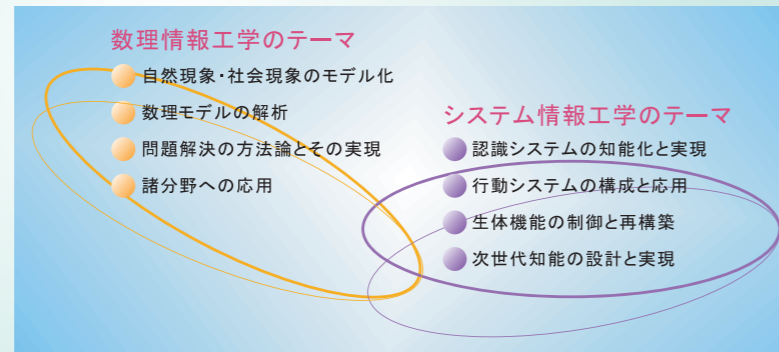 数理情報工学のテーマ
自然現象・社会現象のモデル化
数理モデルの解析
問題解決の方法論とその実現
諸分野への応用
システム情報工学のテーマ
認識システムの知能化と実現
行動システムの構成と応用
生体機能の制御と再構築
次世代知能の設計と実現